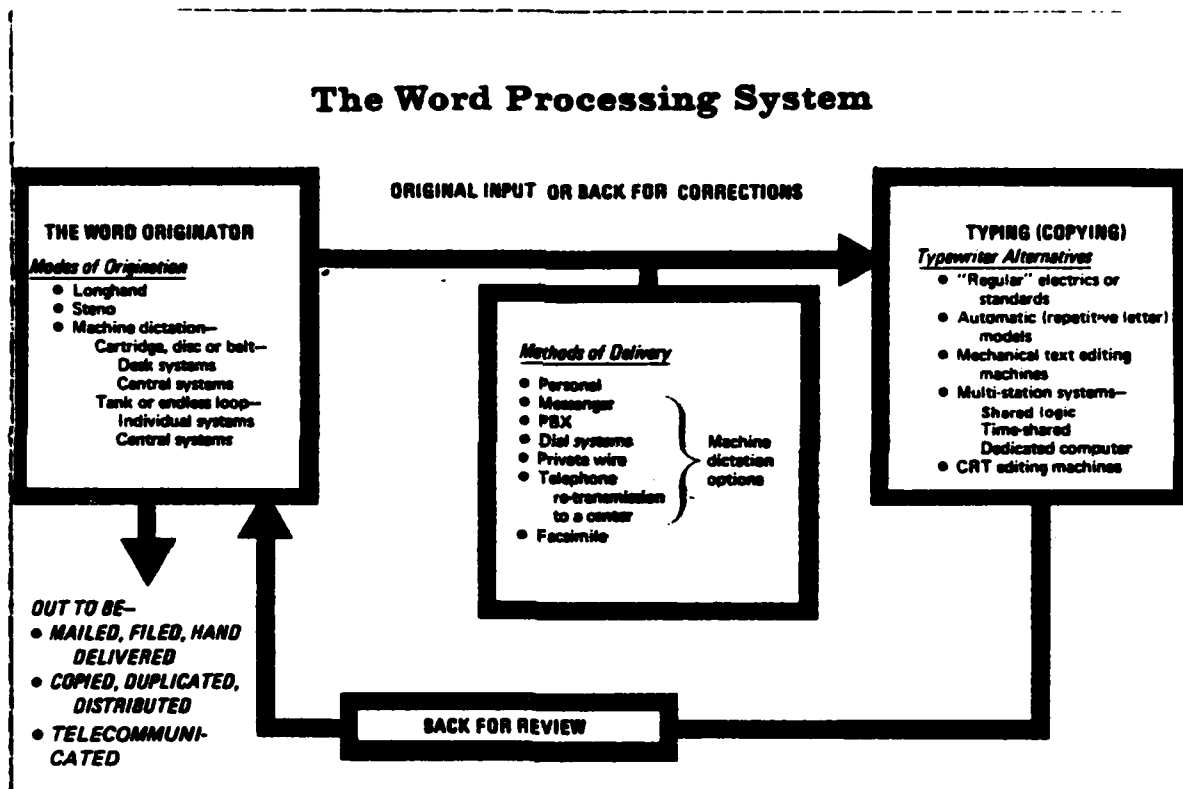 The Word Processing System
ORIGINAL INPUT OR BACK FOR CORRECTIONS
THE WORD ORIGINATOR
Modes of Origination
● Longhand
● Steno
● Machine dictation—
Cartridge, disc or belt—
Desk systems
Central systems
Tank or endless loop—
Individual systems
Central systems
Methods of Delivery
● Personal
● Messenger
● PBX
● Dial systems
● Private wire
● Telephone
re-transmission
to a center
● Facsimile
Machine
dictation
options
TYPING (COPYING)
Typewriter Alternatives
● "Regular" electrics or
standards
● Automatic (repetitive letter)
models
● Mechanical text editing
machines
● Multi-station systems—
Shared logic
Time-shared
Dedicated computer
● CRT editing machines
OUT TO BE—
● MAILED, FILED, HAND
DELIVERED
● COPIED, DUPLICATED,
DISTRIBUTED
● TELECOMMUNI-
CATED
BACK FOR REVIEW